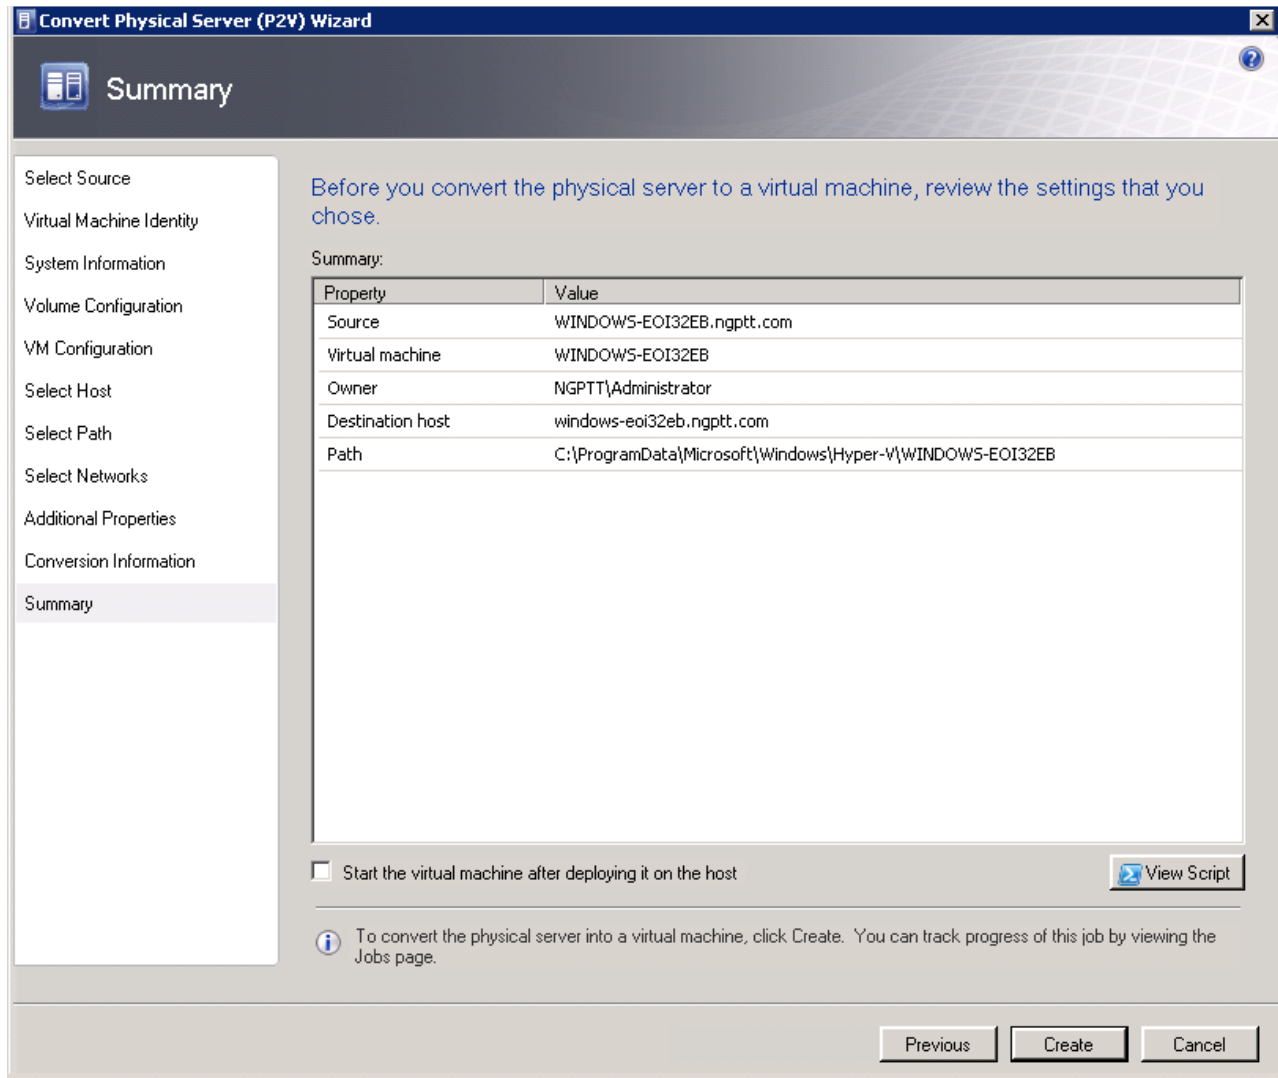 Convert Physical Server (P2V) Wizard
Summary
Select Source
Virtual Machine Identity
System Information
Volume Configuration
VM Configuration
Select Host
Select Path
Select Networks
Additional Properties
Conversion Information
Summary
Before you convert the physical server to a virtual machine, review the settings that you
chose.
Summary:
Property Value
Source WINDOWS-EOI32EB.ngptt.com
Virtual machine WINDOWS-EOI32EB
Owner NGPTT\Administrator
Destination host windows-eoi32eb.ngptt.com
Path C:\ProgramData\Microsoft\Windows\Hyper-V\WINDOWS-EOI32EB
Start the virtual machine after deploying it on the host View Script
To convert the physical server into a virtual machine, click Create. You can track progress of this job by viewing the
Jobs page.
Previous Create Cancel